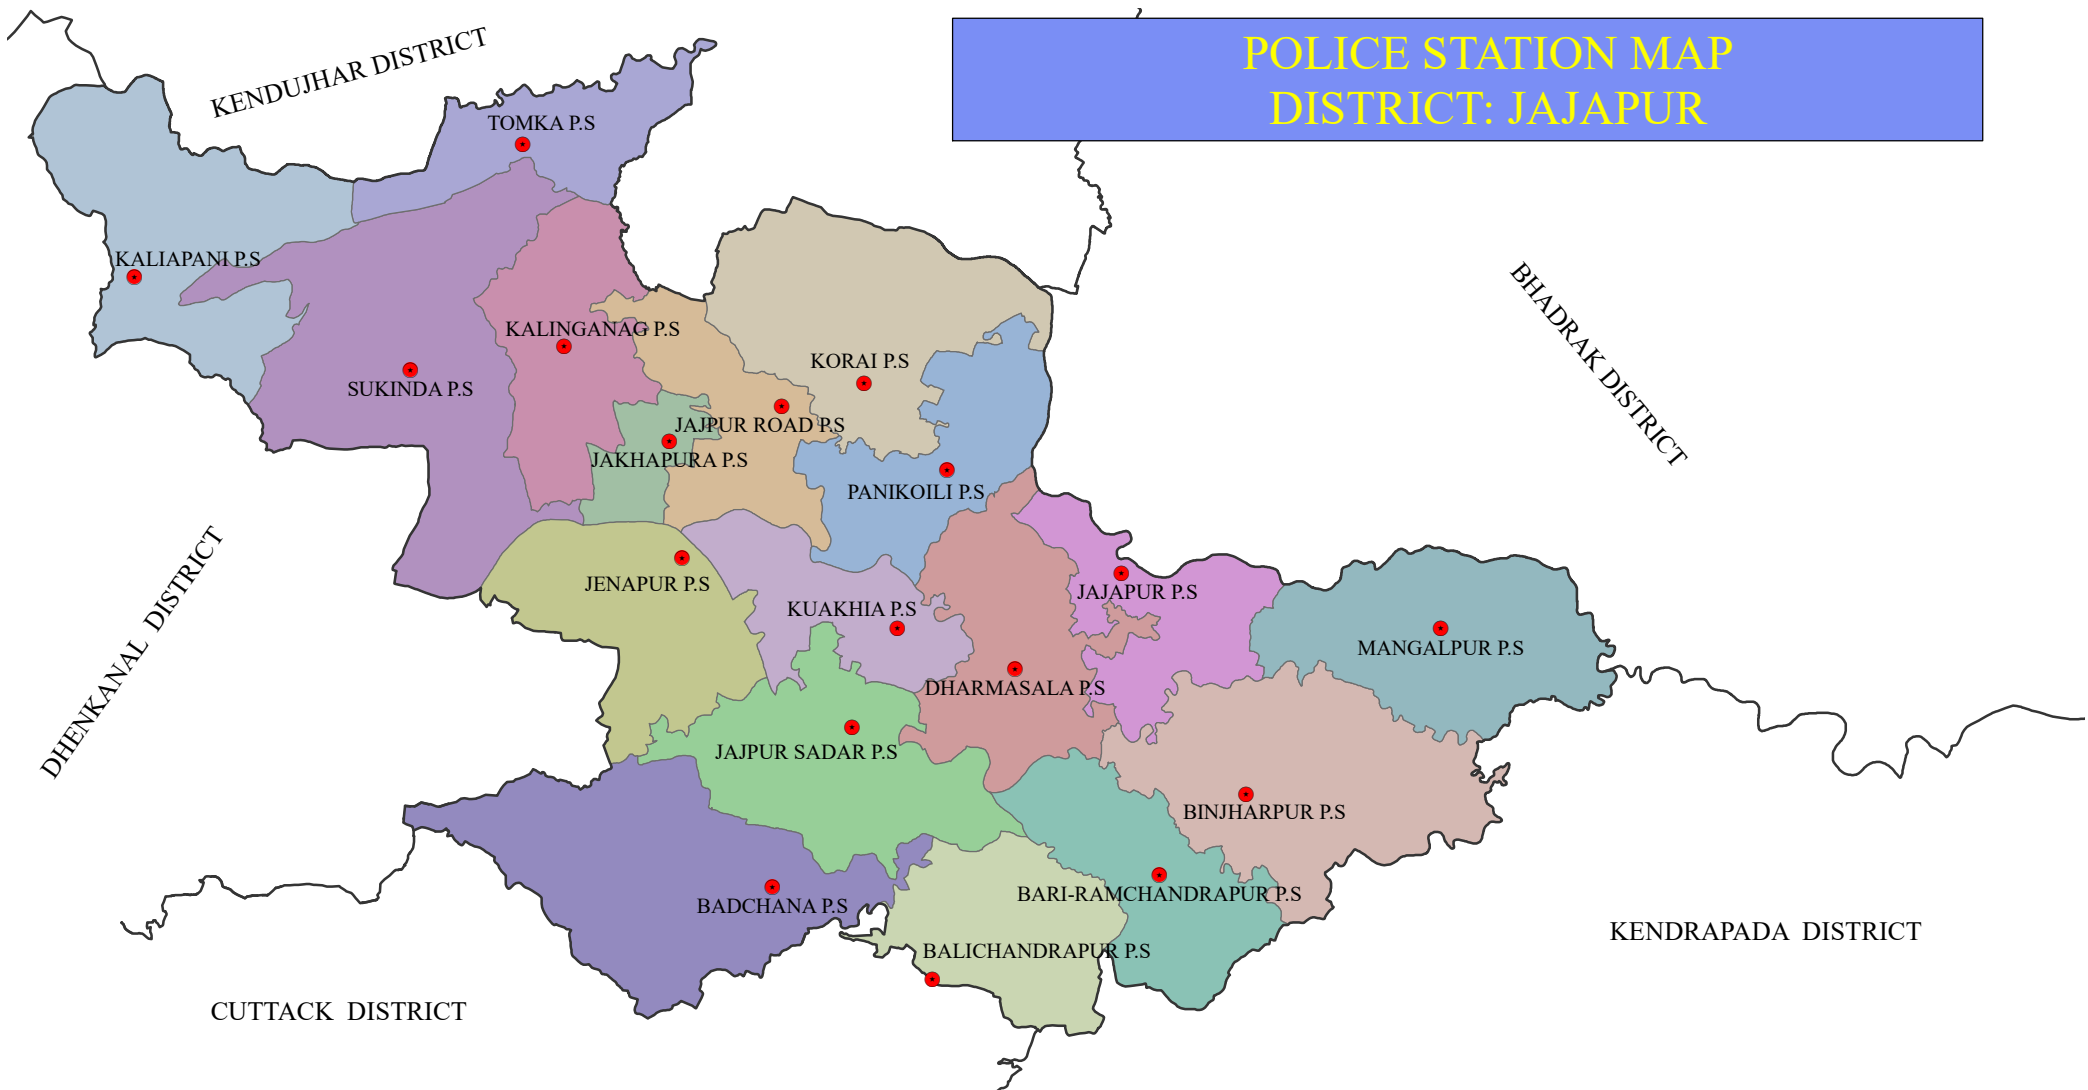 POLICE STATION MAP
DISTRICT: JAJAPUR
KENDUJHAR DISTRICT
TOMKA P.S
KALIAPANI P.S
BHADRAK DISTRICT
KALINGANAG P.S
KORAI P.S
SUKINDA P.S
JAJPUR ROAD P.S
JAKHAPURA P.S
PANIKOILI P.S
DHENKANAL DISTRICT
JENAPUR P.S
JAJAPUR P.S
KUAKHIA P.S
MANGALPUR P.S
DHARMASALA P.S
JAJPUR SADAR P.S
BINJHARPUR P.S
BARI-RAMCHANDRAPUR P.S
BADCHANA P.S
KENDRAPADA DISTRICT
BALICHANDRAPUR P.S
CUTTACK DISTRICT